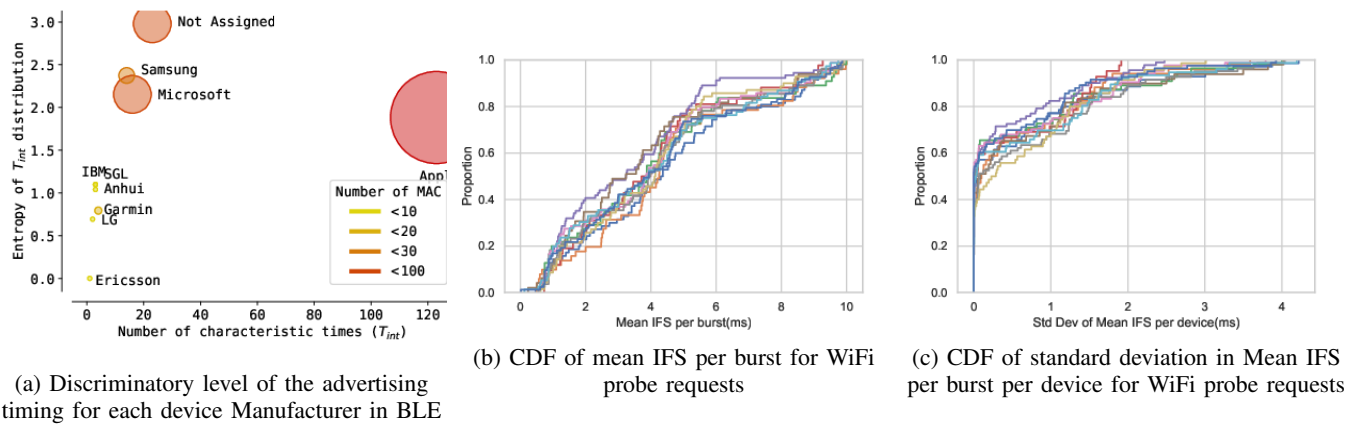 3.0
2.5
2.0
1.5
1.0
0.5
0.0
Entropy of T_int distribution
Not Assigned
Samsung
Microsoft
IBM SGL
Anhui
Garmin
LG
Ericsson
Appl
Number of MAC
<10
<20
<30
<100
0 20 40 60 80 100 120
Number of characteristic times (T_int)
(a) Discriminatory level of the advertising
timing for each device Manufacturer in BLE
1.0
0.8
0.6
0.4
0.2
0.0
Proportion
0 2 4 6 8 10
Mean IFS per burst(ms)
(b) CDF of mean IFS per burst for WiFi
probe requests
1.0
0.8
0.6
0.4
0.2
0.0
Proportion
0 1 2 3 4
Std Dev of Mean IFS per device(ms)
(c) CDF of standard deviation in Mean IFS
per burst per device for WiFi probe requests